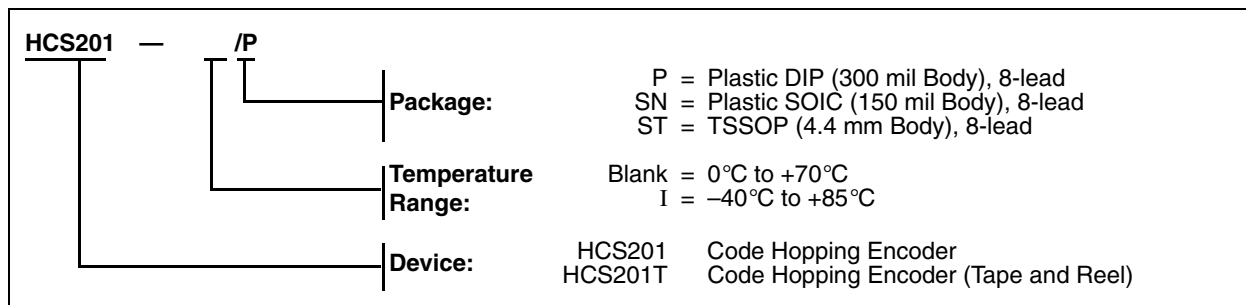 HCS201 — /P
Package: P = Plastic DIP (300 mil Body), 8-lead
SN = Plastic SOIC (150 mil Body), 8-lead
ST = TSSOP (4.4 mm Body), 8-lead
Temperature Blank = 0°C to +70°C
Range: I = –40°C to +85°C
Device: HCS201 Code Hopping Encoder
HCS201T Code Hopping Encoder (Tape and Reel)